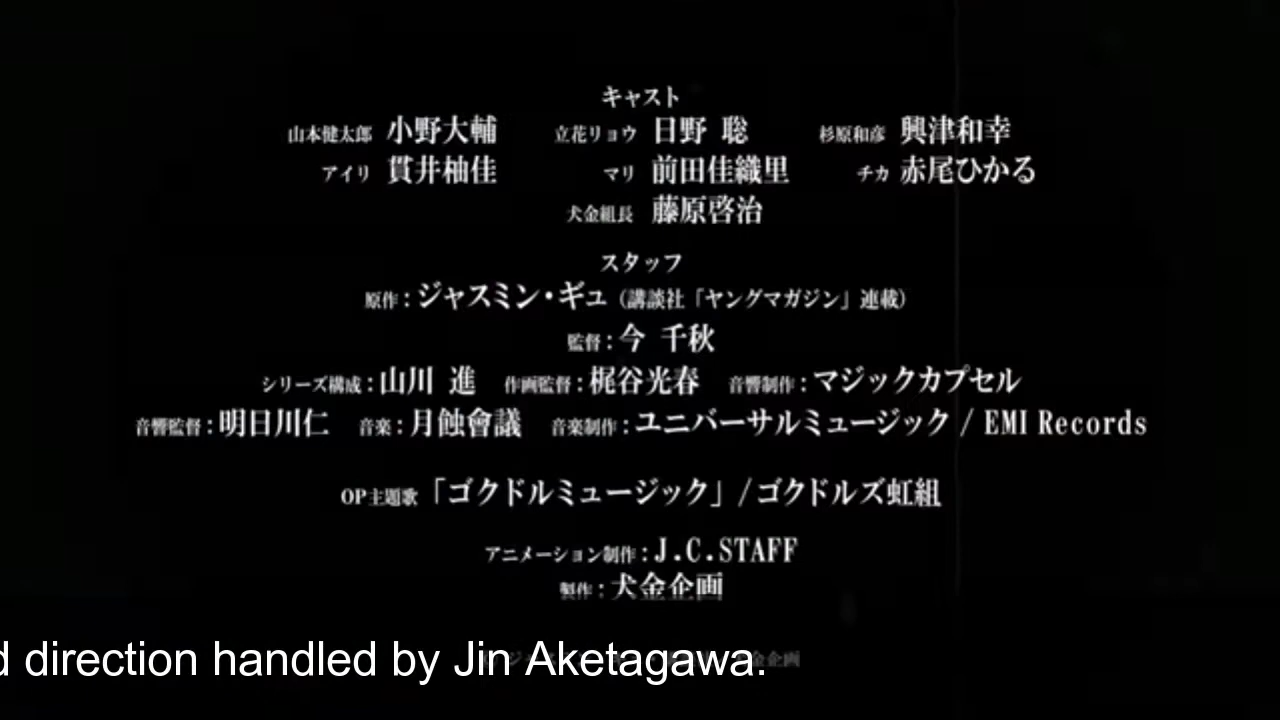 キャスト
山本健太郎 小野大輔 立花リョウ 日野 聡 杉原和彦 興津和幸
アイリ 貫井柚佳 マリ 前田佳織里 チカ 赤尾ひかる
犬金組長 藤原啓治
スタッフ
原作：ジャスミン・ギュ（講談社「ヤングマガジン」連載）
監督：今 千秋
シリーズ構成：山川 進 作画監督：梶谷光春 音響制作：マジックカプセル
音響監督：明田川仁 音楽：月蝕會議 音楽制作：ユニバーサルミュージック / EMI Records
OP主題歌「ゴクドルミュージック」/ゴクドルズ虹組
アニメーション制作：J.C.STAFF
製作：犬金企画
direction handled by Jin Aketagawa.